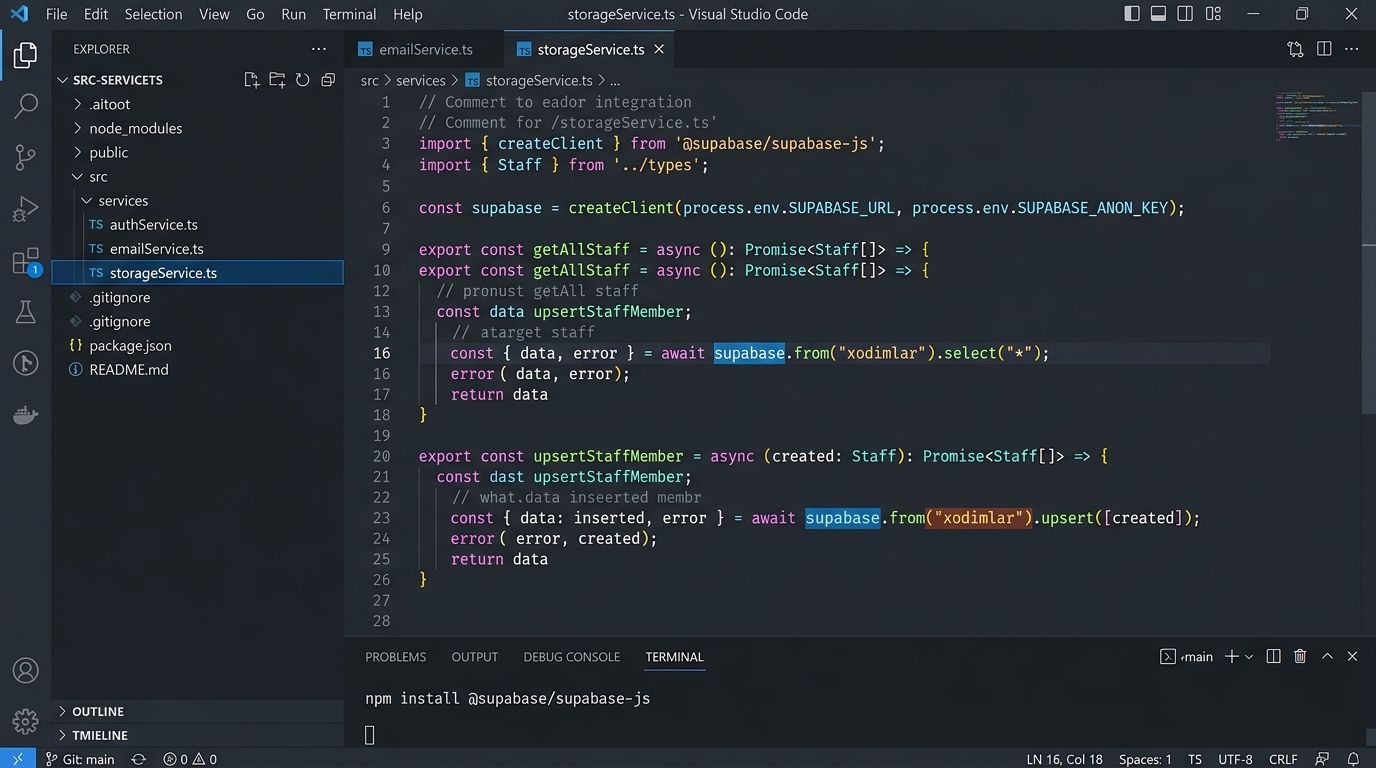 File Edit Selection View Go Run Terminal Help
storageService.ts - Visual Studio Code
EXPLORER
SRC-SERVICETS
.aitoot
node_modules
public
src
services
TS authService.ts
TS emailService.ts
TS storageService.ts
.gitignore
.gitignore
{} package.json
README.md
OUTLINE
TMIELINE
1
TS emailService.ts
TS storageService.ts
src > services > TS storageService.ts > ...
1 // Commert to eador integration
2 // Comment for /storageService.ts'
3 import { createClient } from '@supabase/supabase-js';
4 import { Staff } from '../types';
5
6 const supabase = createClient(process.env.SUPABASE_URL, process.env.SUPABASE_ANON_KEY);
7
9 export const getAllStaff = async (): Promise<Staff[]> => {
10 export const getAllStaff = async (): Promise<Staff[]> => {
12 // pronust getAll staff
13 const data upsertStaffMember;
14 // atarget staff
16 const { data, error } = await supabase.from("xodimlar").select("*");
16 error( data, error);
17 return data
18 }
19
20 export const upsertStaffMember = async (created: Staff): Promise<Staff[]> => {
21 const dast upsertStaffMember;
22 // what.data inseerted membr
23 const { data: inserted, error } = await supabase.from("xodimlar").upsert([created]);
24 error( error, created);
25 return data
26 }
27
28
PROBLEMS OUTPUT DEBUG CONSOLE TERMINAL
main
npm install @supabase/supabase-js
Git: main 0 0
LN 16, Col 18 Spaces: 1 TS UTF-8 CRLF